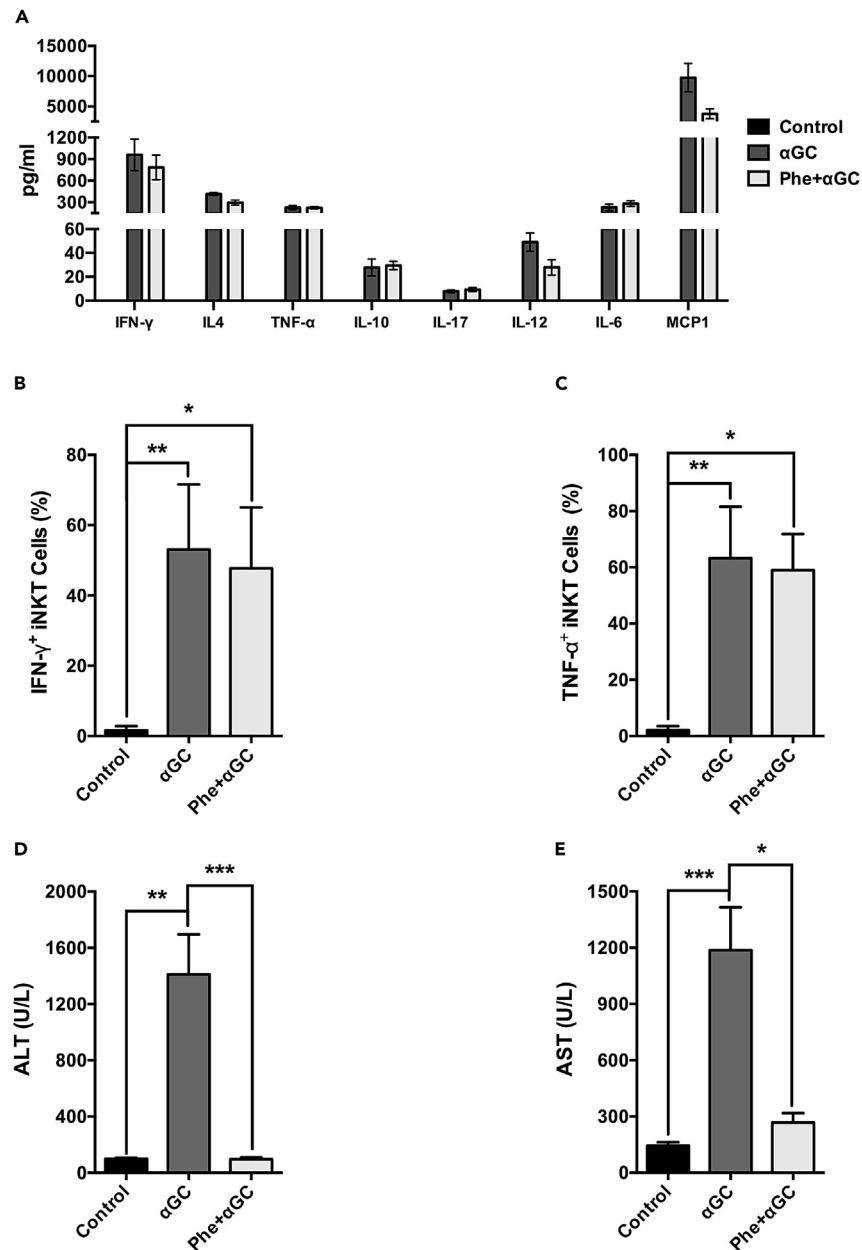 A
15000
10000
5000
1200
900
600
300
60
40
20
0
pg/ml
IFN-γ IL4 TNF-α IL-10 IL-17 IL-12 IL-6 MCP1
Control
αGC
Phe+αGC
B
*
**
80
60
40
20
0
IFN-γ+ iNKT Cells (%)
Control αGC Phe+αGC
C
*
**
100
80
60
40
20
0
TNF-α+ iNKT Cells (%)
Control αGC Phe+αGC
D
** ***
2000
1600
1200
800
400
0
ALT (U/L)
Control αGC Phe+αGC
E
*** *
1500
1200
900
600
300
0
AST (U/L)
Control αGC Phe+αGC